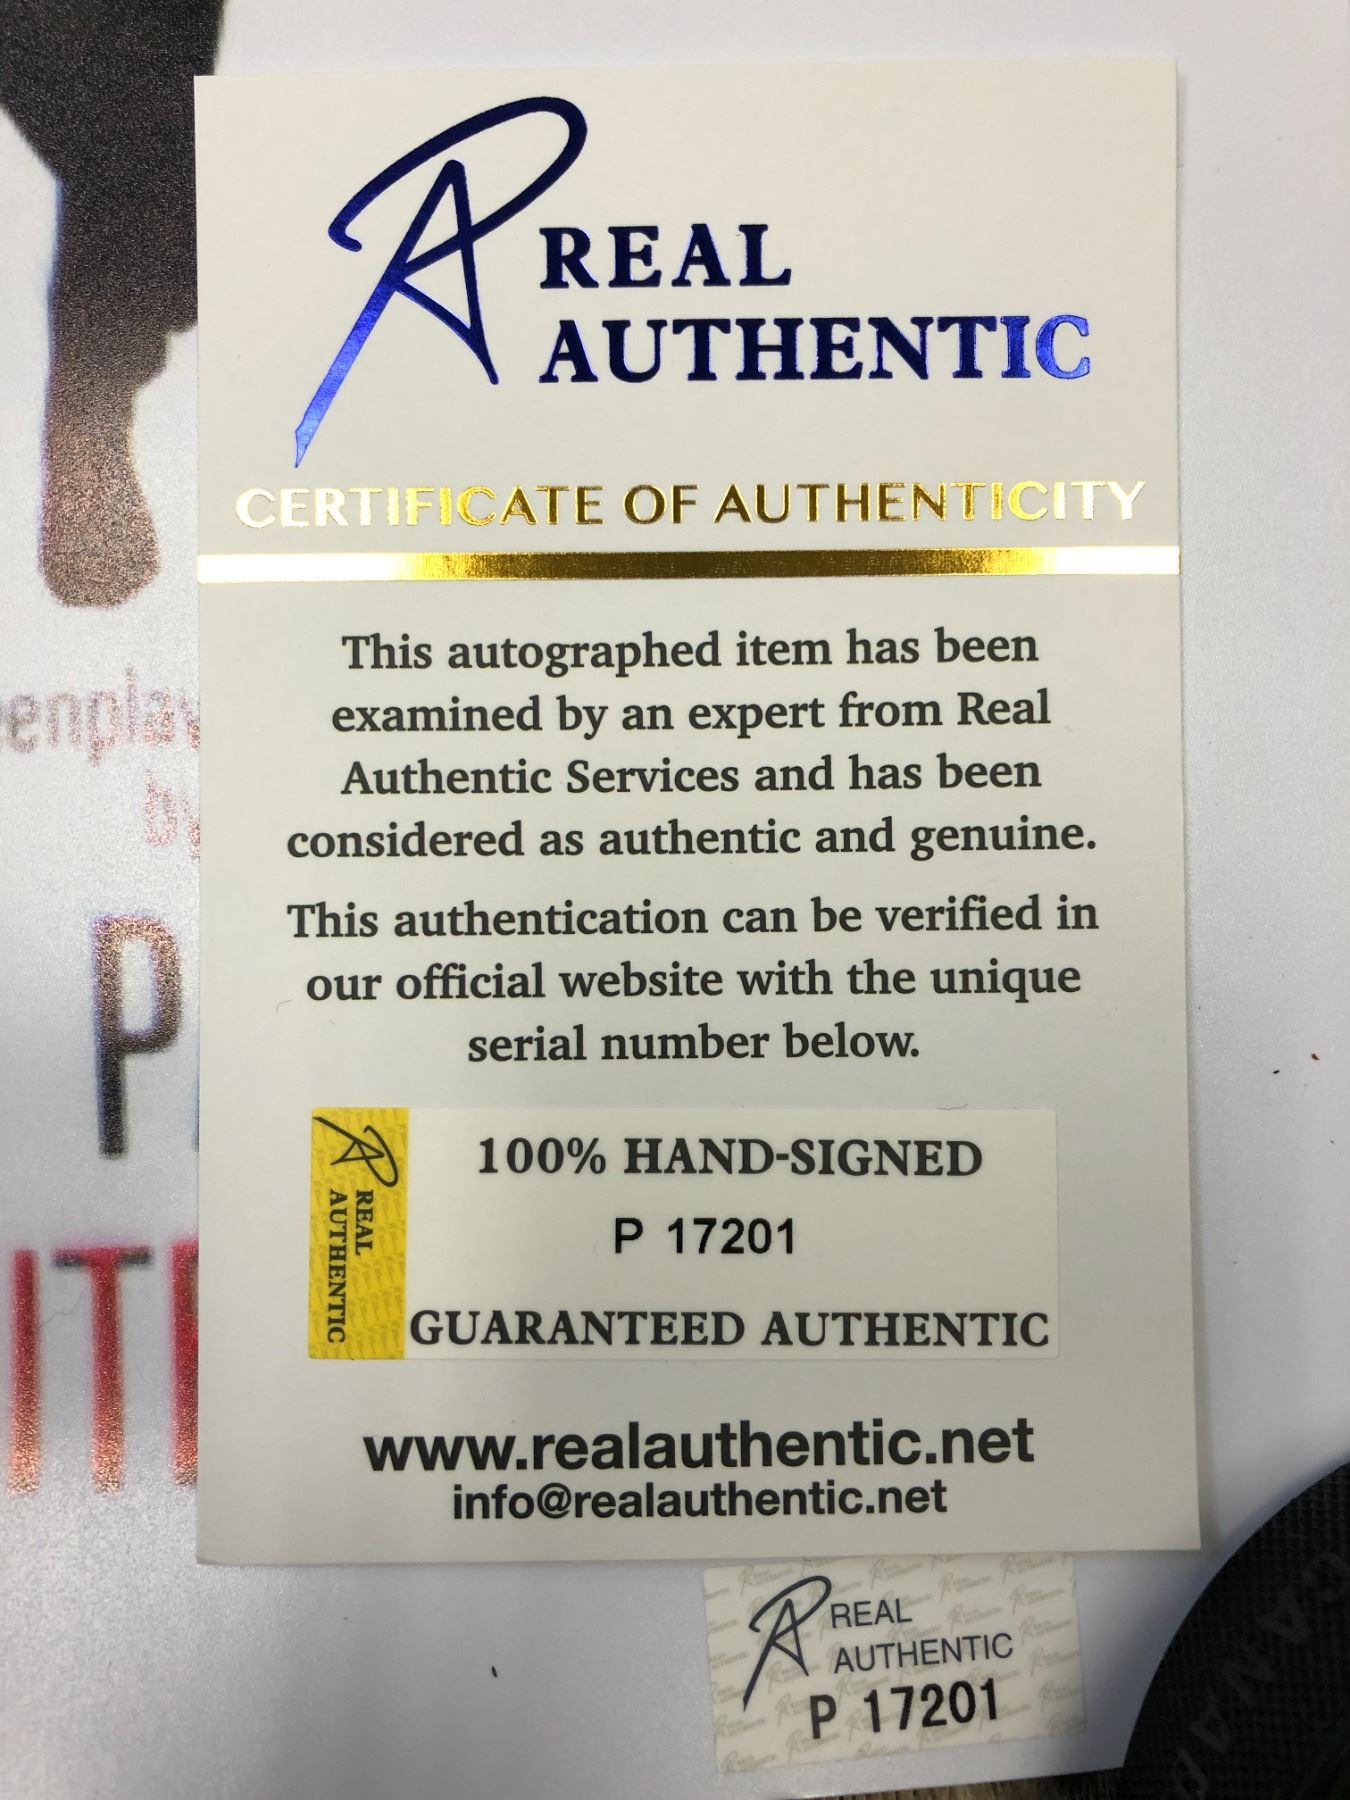 REAL
AUTHENTIC
CERTIFICATE OF AUTHENTICITY
This autographed item has been
examined by an expert from Real
Authentic Services and has been
considered as authentic and genuine.
This authentication can be verified in
our official website with the unique
serial number below.
REAL
AUTHENTIC
100% HAND-SIGNED
P 17201
GUARANTEED AUTHENTIC
www.realauthentic.net
info@realauthentic.net
REAL
AUTHENTIC
P 17201